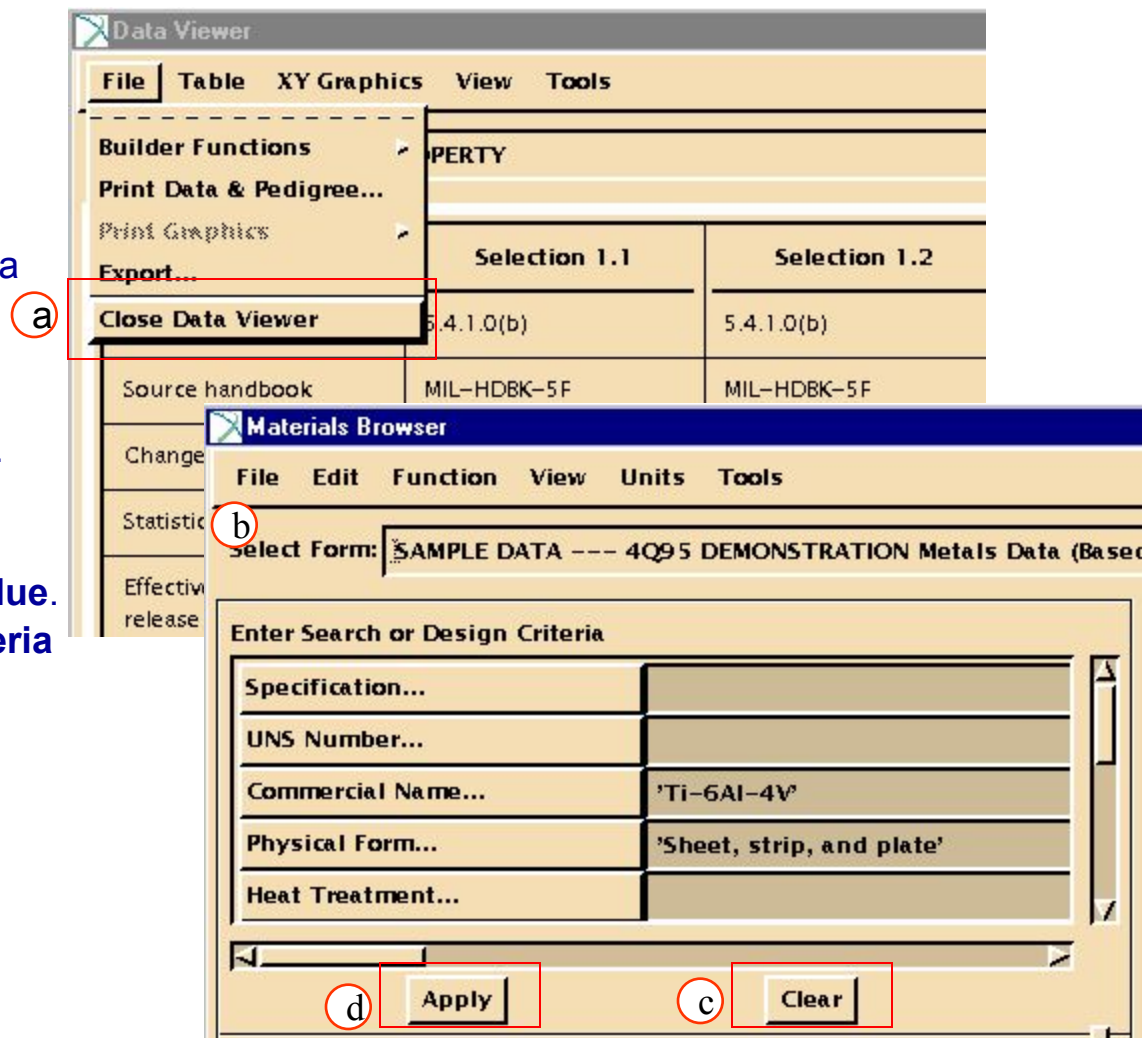 Data Viewer
File Table XY Graphics View Tools
Builder Functions
PERTY
Print Data & Pedigree...
Print Graphics
Selection 1.1 Selection 1.2
a
Export...
a
Close Data Viewer
5.4.1.0(b) 5.4.1.0(b)
Source handbook MIL-HDBK-5F MIL-HDBK-5F
Materials Browser
Change
File Edit Function View Units Tools
Statistic
b
Select Form: SAMPLE DATA --- 4Q95 DEMONSTRATION Metals Data (Based
Effective
release
lue.
eria
Enter Search or Design Criteria
Specification...
UNS Number...
Commercial Name... 'Ti-6Al-4V'
Physical Form... 'Sheet, strip, and plate'
Heat Treatment...
d Apply c Clear